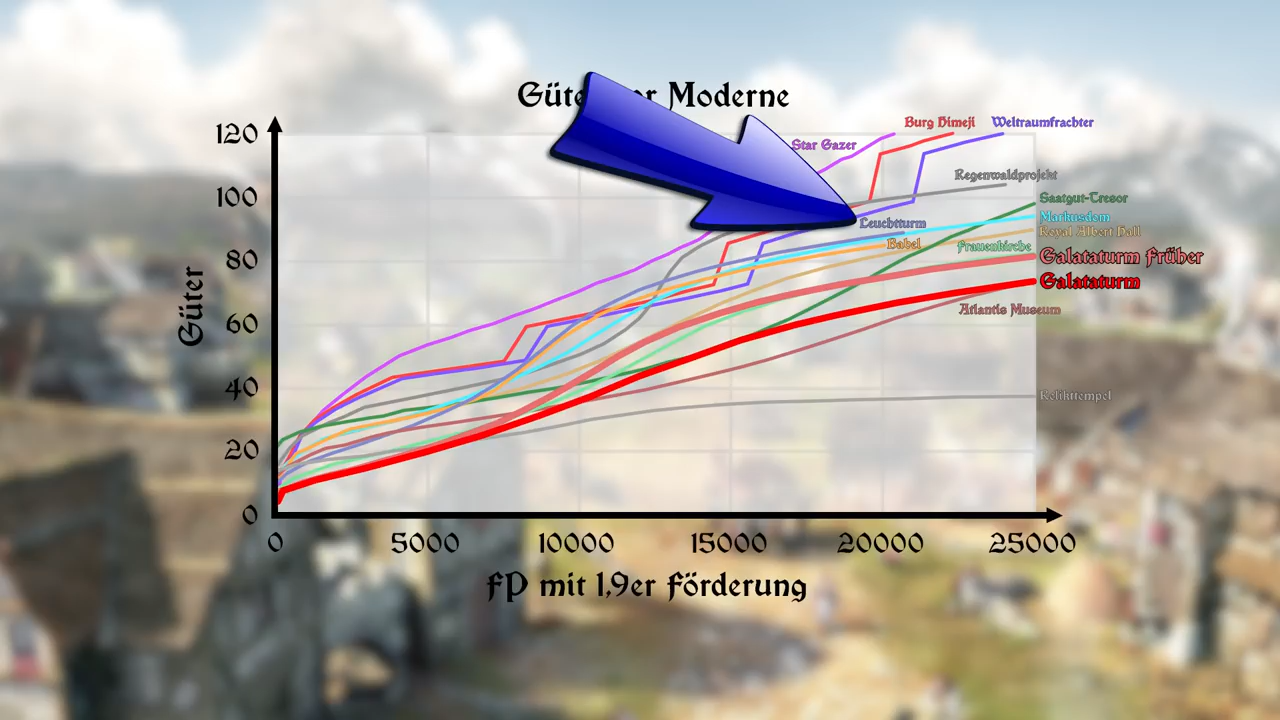 Güte or Moderne
120
100
80
60
40
20
0
Güter
Star Gazer
Burg Himeji
Weltraumfrachter
Regenwaldprojekt
Saatgut-Tresor
Markusdom
Leuchtturm
Royal Albert Hall
Babel
Frauenkirche
Galataturm Früher
Galataturm
Atlantis Museum
Relikttempel
0 5000 10000 15000 20000 25000
FP mit 1,9er Förderung